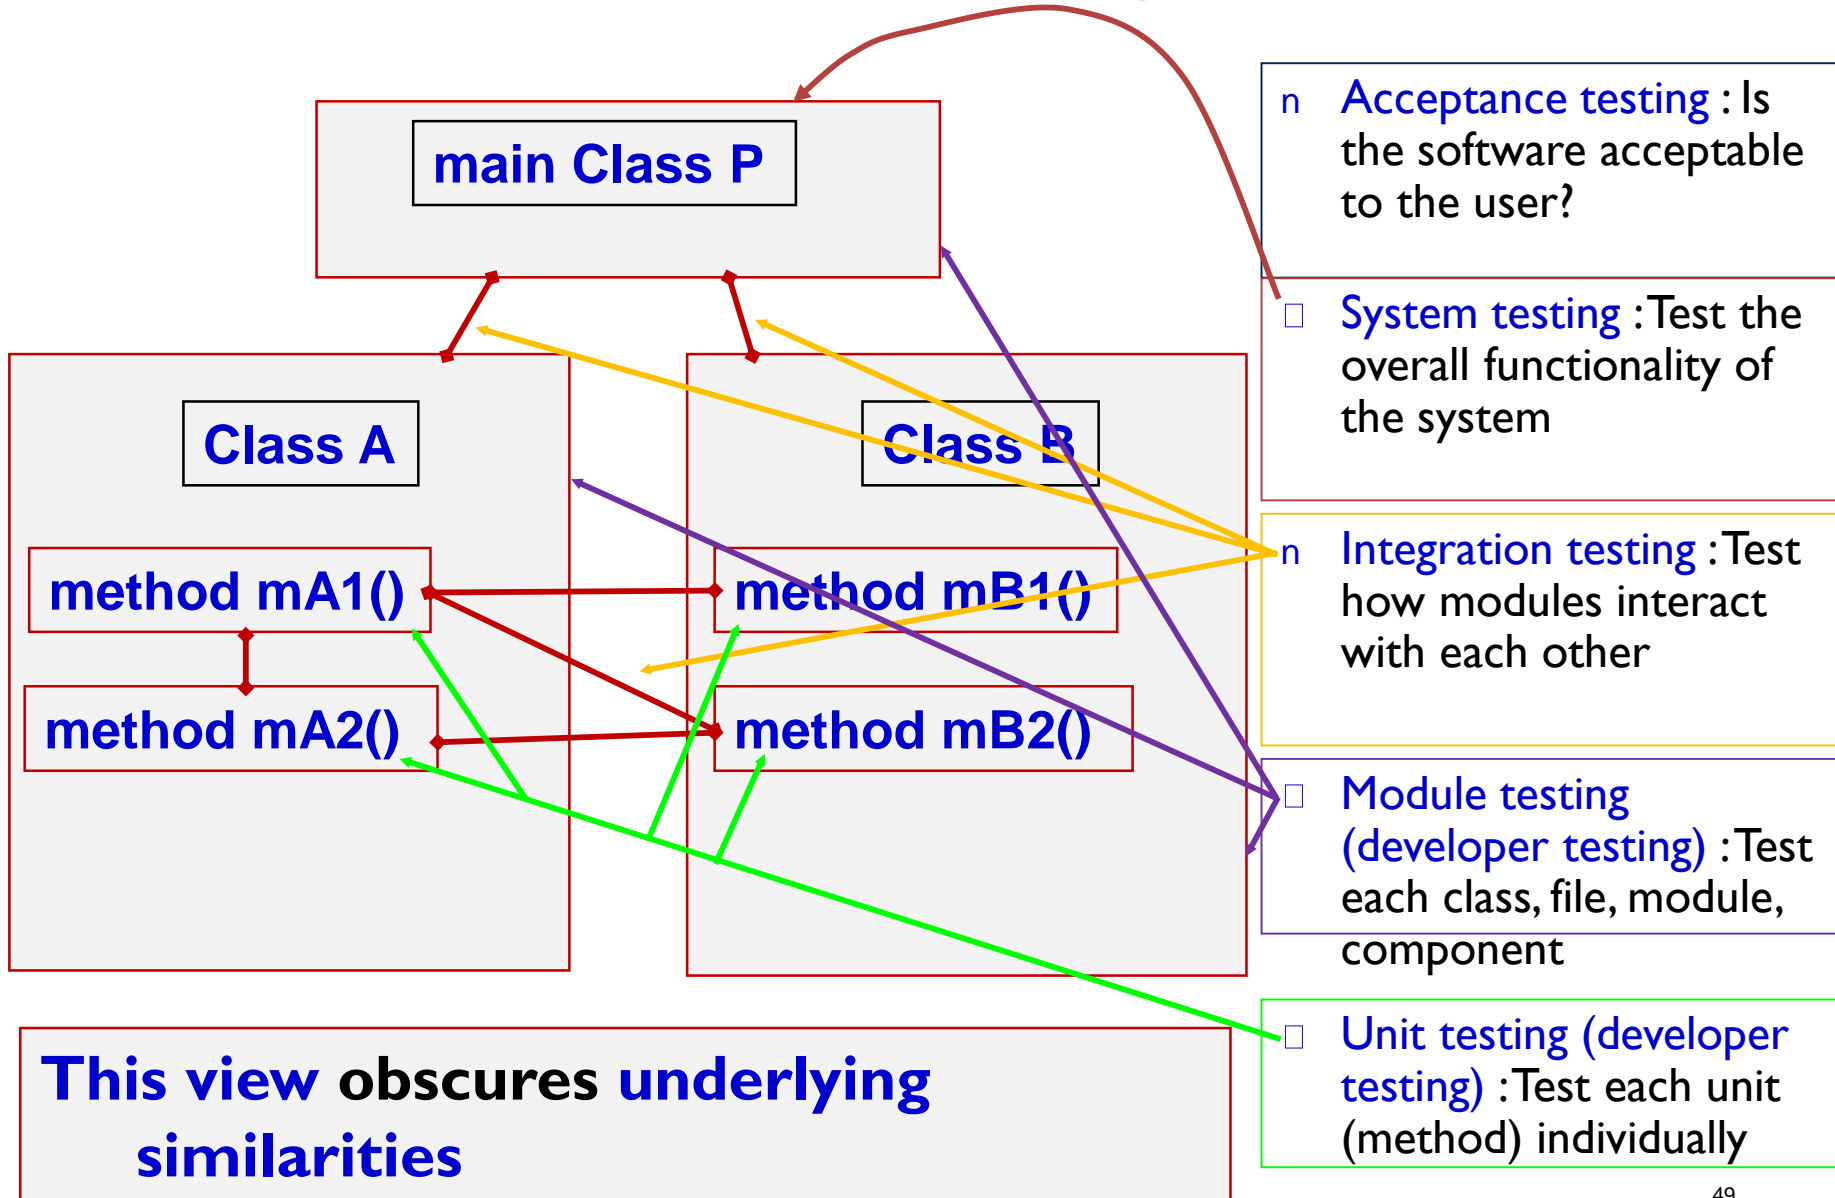 main Class P
Class A
Class B
method mA1()
method mB1()
method mA2()
method mB2()
This view obscures underlying
similarities
n Acceptance testing : Is
the software acceptable
to the user?
System testing : Test the
overall functionality of
the system
n Integration testing : Test
how modules interact
with each other
Module testing
(developer testing) : Test
each class, file, module,
component
Unit testing (developer
testing) : Test each unit
(method) individually
49